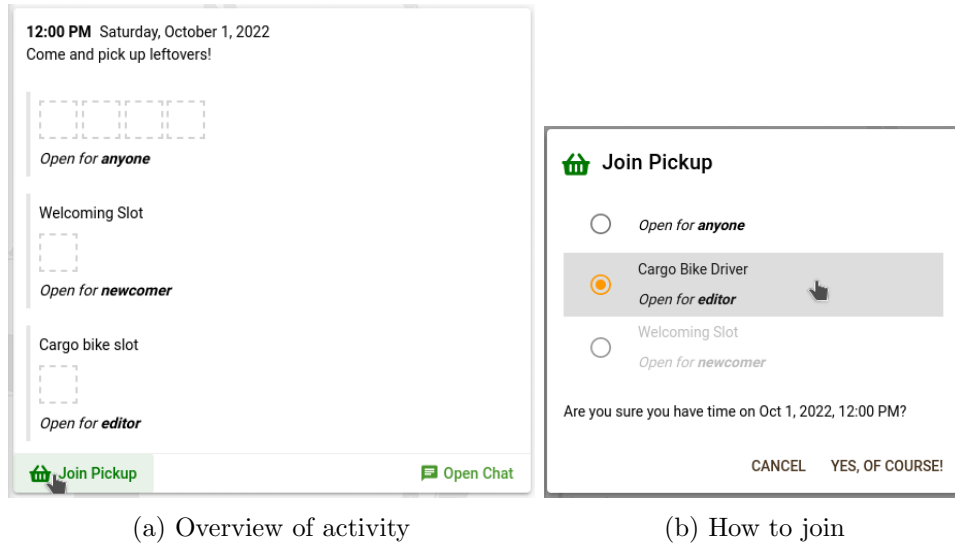 12:00 PM Saturday, October 1, 2022
Come and pick up leftovers!
Open for anyone
Welcoming Slot
Open for newcomer
Cargo bike slot
Open for editor
Join Pickup
Open Chat
(a) Overview of activity
Join Pickup
Open for anyone
Cargo Bike Driver
Open for editor
Welcoming Slot
Open for newcomer
Are you sure you have time on Oct 1, 2022, 12:00 PM?
CANCEL YES, OF COURSE!
(b) How to join